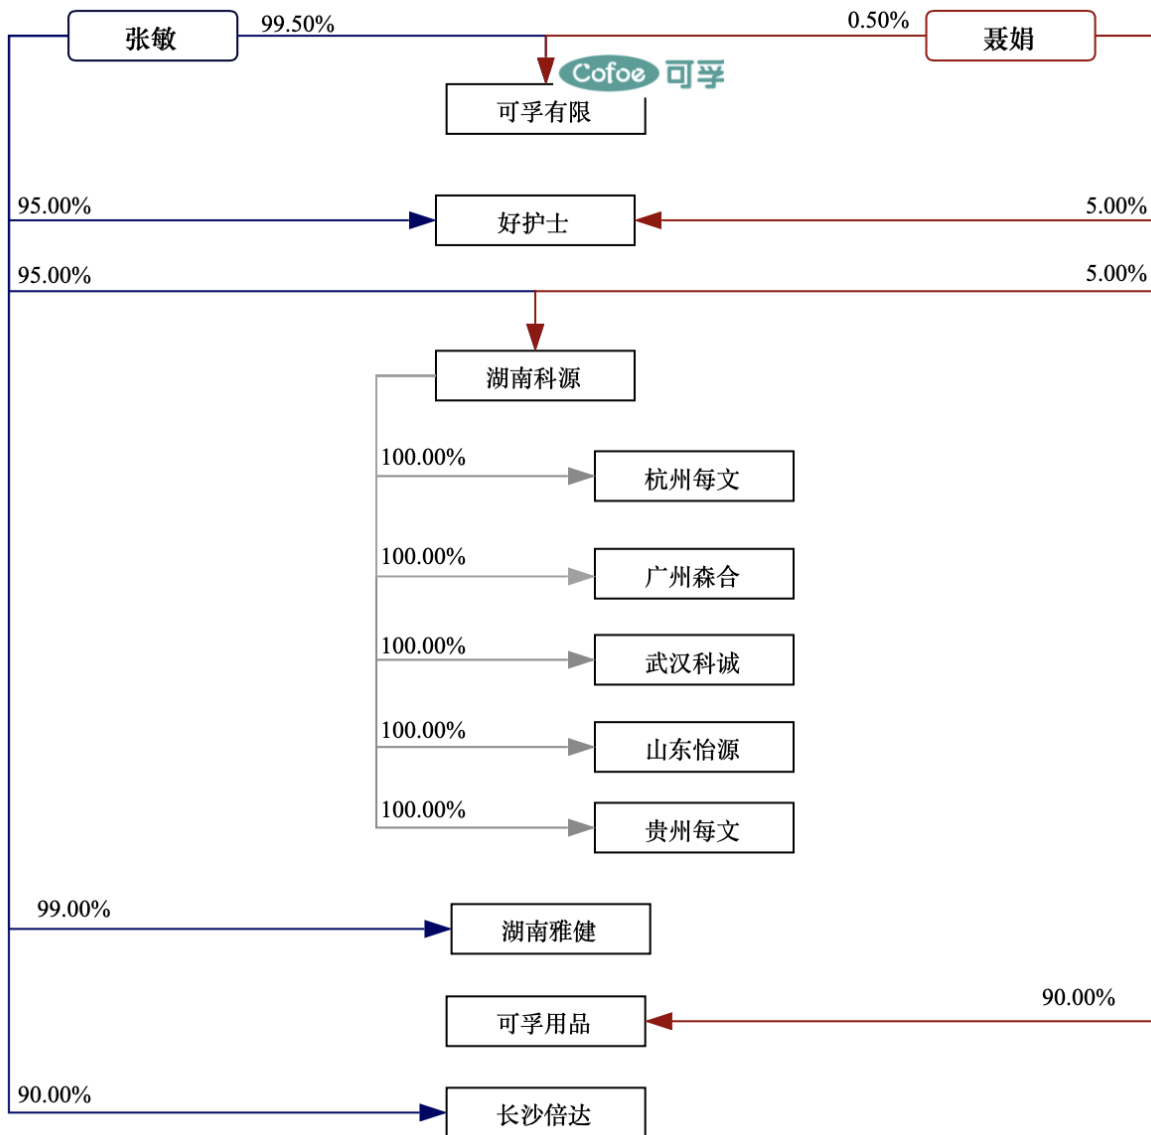 张敏
99.50%
0.50%
聂娟
Cofoe 可孚
可孚有限
95.00%
好护士
5.00%
95.00%
5.00%
湖南科源
100.00%
杭州每文
100.00%
广州森合
100.00%
武汉科诚
100.00%
山东怡源
100.00%
贵州每文
99.00%
湖南雅健
90.00%
可孚用品
90.00%
长沙倍达